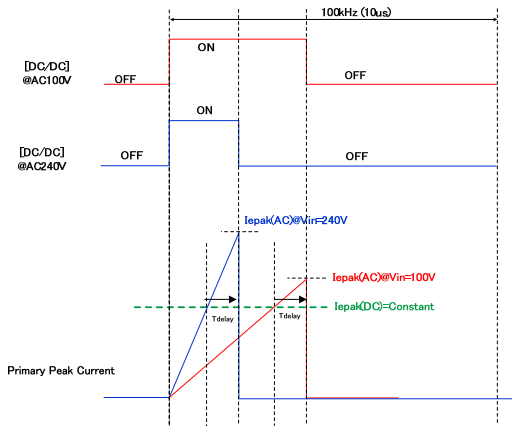 100kHz (10us)
[DC/DC]
@AC100V
OFF
ON
OFF
[DC/DC]
@AC240V
OFF
ON
OFF
Iepak(AC)@Vin=240V
Iepak(AC)@Vin=100V
Tdelay
Tdelay
Iepak(DC)=Constant
Primary Peak Current